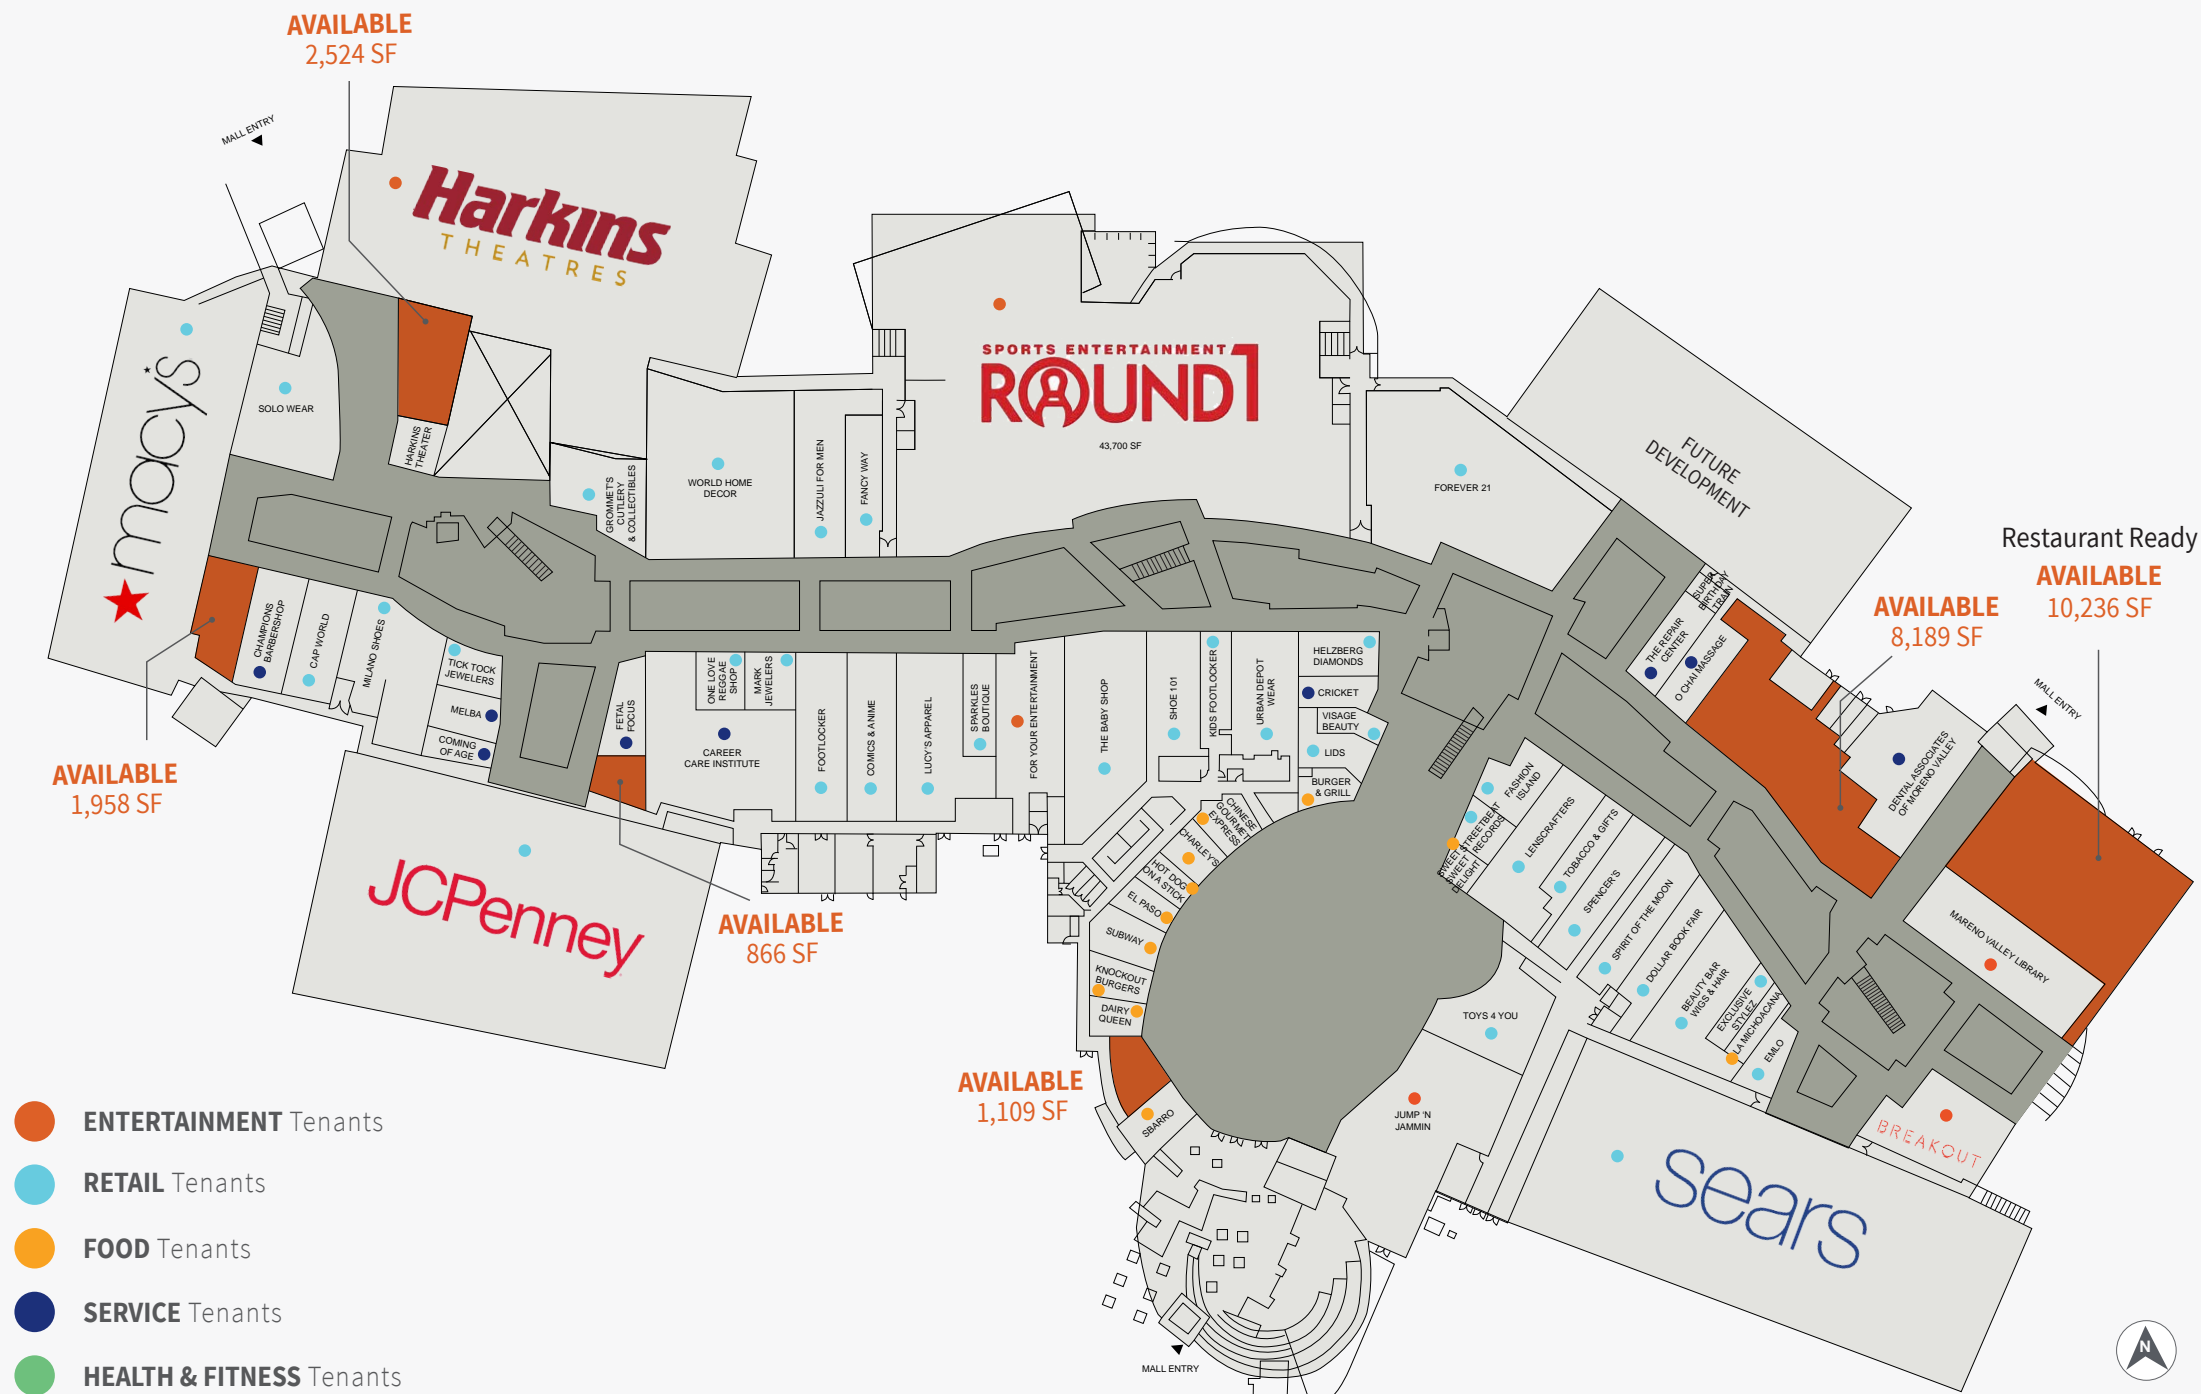 AVAILABLE
2,524 SF
MALL ENTRY
Harkins
THEATRES
macy's
SOLO WEAR
HARKINS
THEATER
GROMMET'S
CUTLERY
& COLLECTIBLES
WORLD HOME
DECOR
JAZZULI FOR MEN
FANCY WAY
SPORTS ENTERTAINMENT
ROUND1
43,700 SF
FOREVER 21
FUTURE
DEVELOPMENT
Restaurant Ready
AVAILABLE
10,236 SF
AVAILABLE
8,189 SF
MALL ENTRY
SUPER
BIRTHDAY
TRAIN
THE REPAIR
CENTER
O CHAI MASSAGE
DENTAL ASSOCIATES
OF MORENO VALLEY
MARENO VALLEY LIBRARY
CHAMPIONS
BARBERSHOP
CAP WORLD
MILANO SHOES
TICK TOCK
JEWELERS
MELBA
COMING
OF AGE
FETAL
FOCUS
ONE LOVE
REGGAE
SHOP
MARK
JEWELERS
CAREER
CARE INSTITUTE
FOOTLOCKER
COMICS & ANIME
LUCY'S APPAREL
SPARKLES
BOUTIQUE
FOR YOUR ENTERTAINMENT
THE BABY SHOP
SHOE 101
KIDS FOOTLOCKER
URBAN DEPOT
WEAR
HELZBERG
DIAMONDS
CRICKET
VISAGE
BEAUTY
LIDS
BURGER
& GRILL
CHINESE
GOURMET
EXPRESS
CHARLEY'S
HOT DOG
ON A STICK
EL PASO
SUBWAY
KNOCKOUT
BURGERS
DAIRY
QUEEN
SBARRO
FASHION
ISLAND
STREETBEAT
RECORDS
SWEET
SWEET
DELIGHT
LENSCRAFTERS
TOBACCO & GIFTS
SPENCER'S
SPIRIT OF THE MOON
DOLLAR BOOK FAIR
BEAUTY BAR
WIGS & HAIR
EXCLUSIVE
STYLEZ
LA MICHOACANA
EMLO
TOYS 4 YOU
JUMP 'N
JAMMIN
BREAKOUT
sears
JCPenney
AVAILABLE
1,958 SF
AVAILABLE
866 SF
AVAILABLE
1,109 SF
MALL ENTRY
ENTERTAINMENT Tenants
RETAIL Tenants
FOOD Tenants
SERVICE Tenants
HEALTH & FITNESS Tenants
N